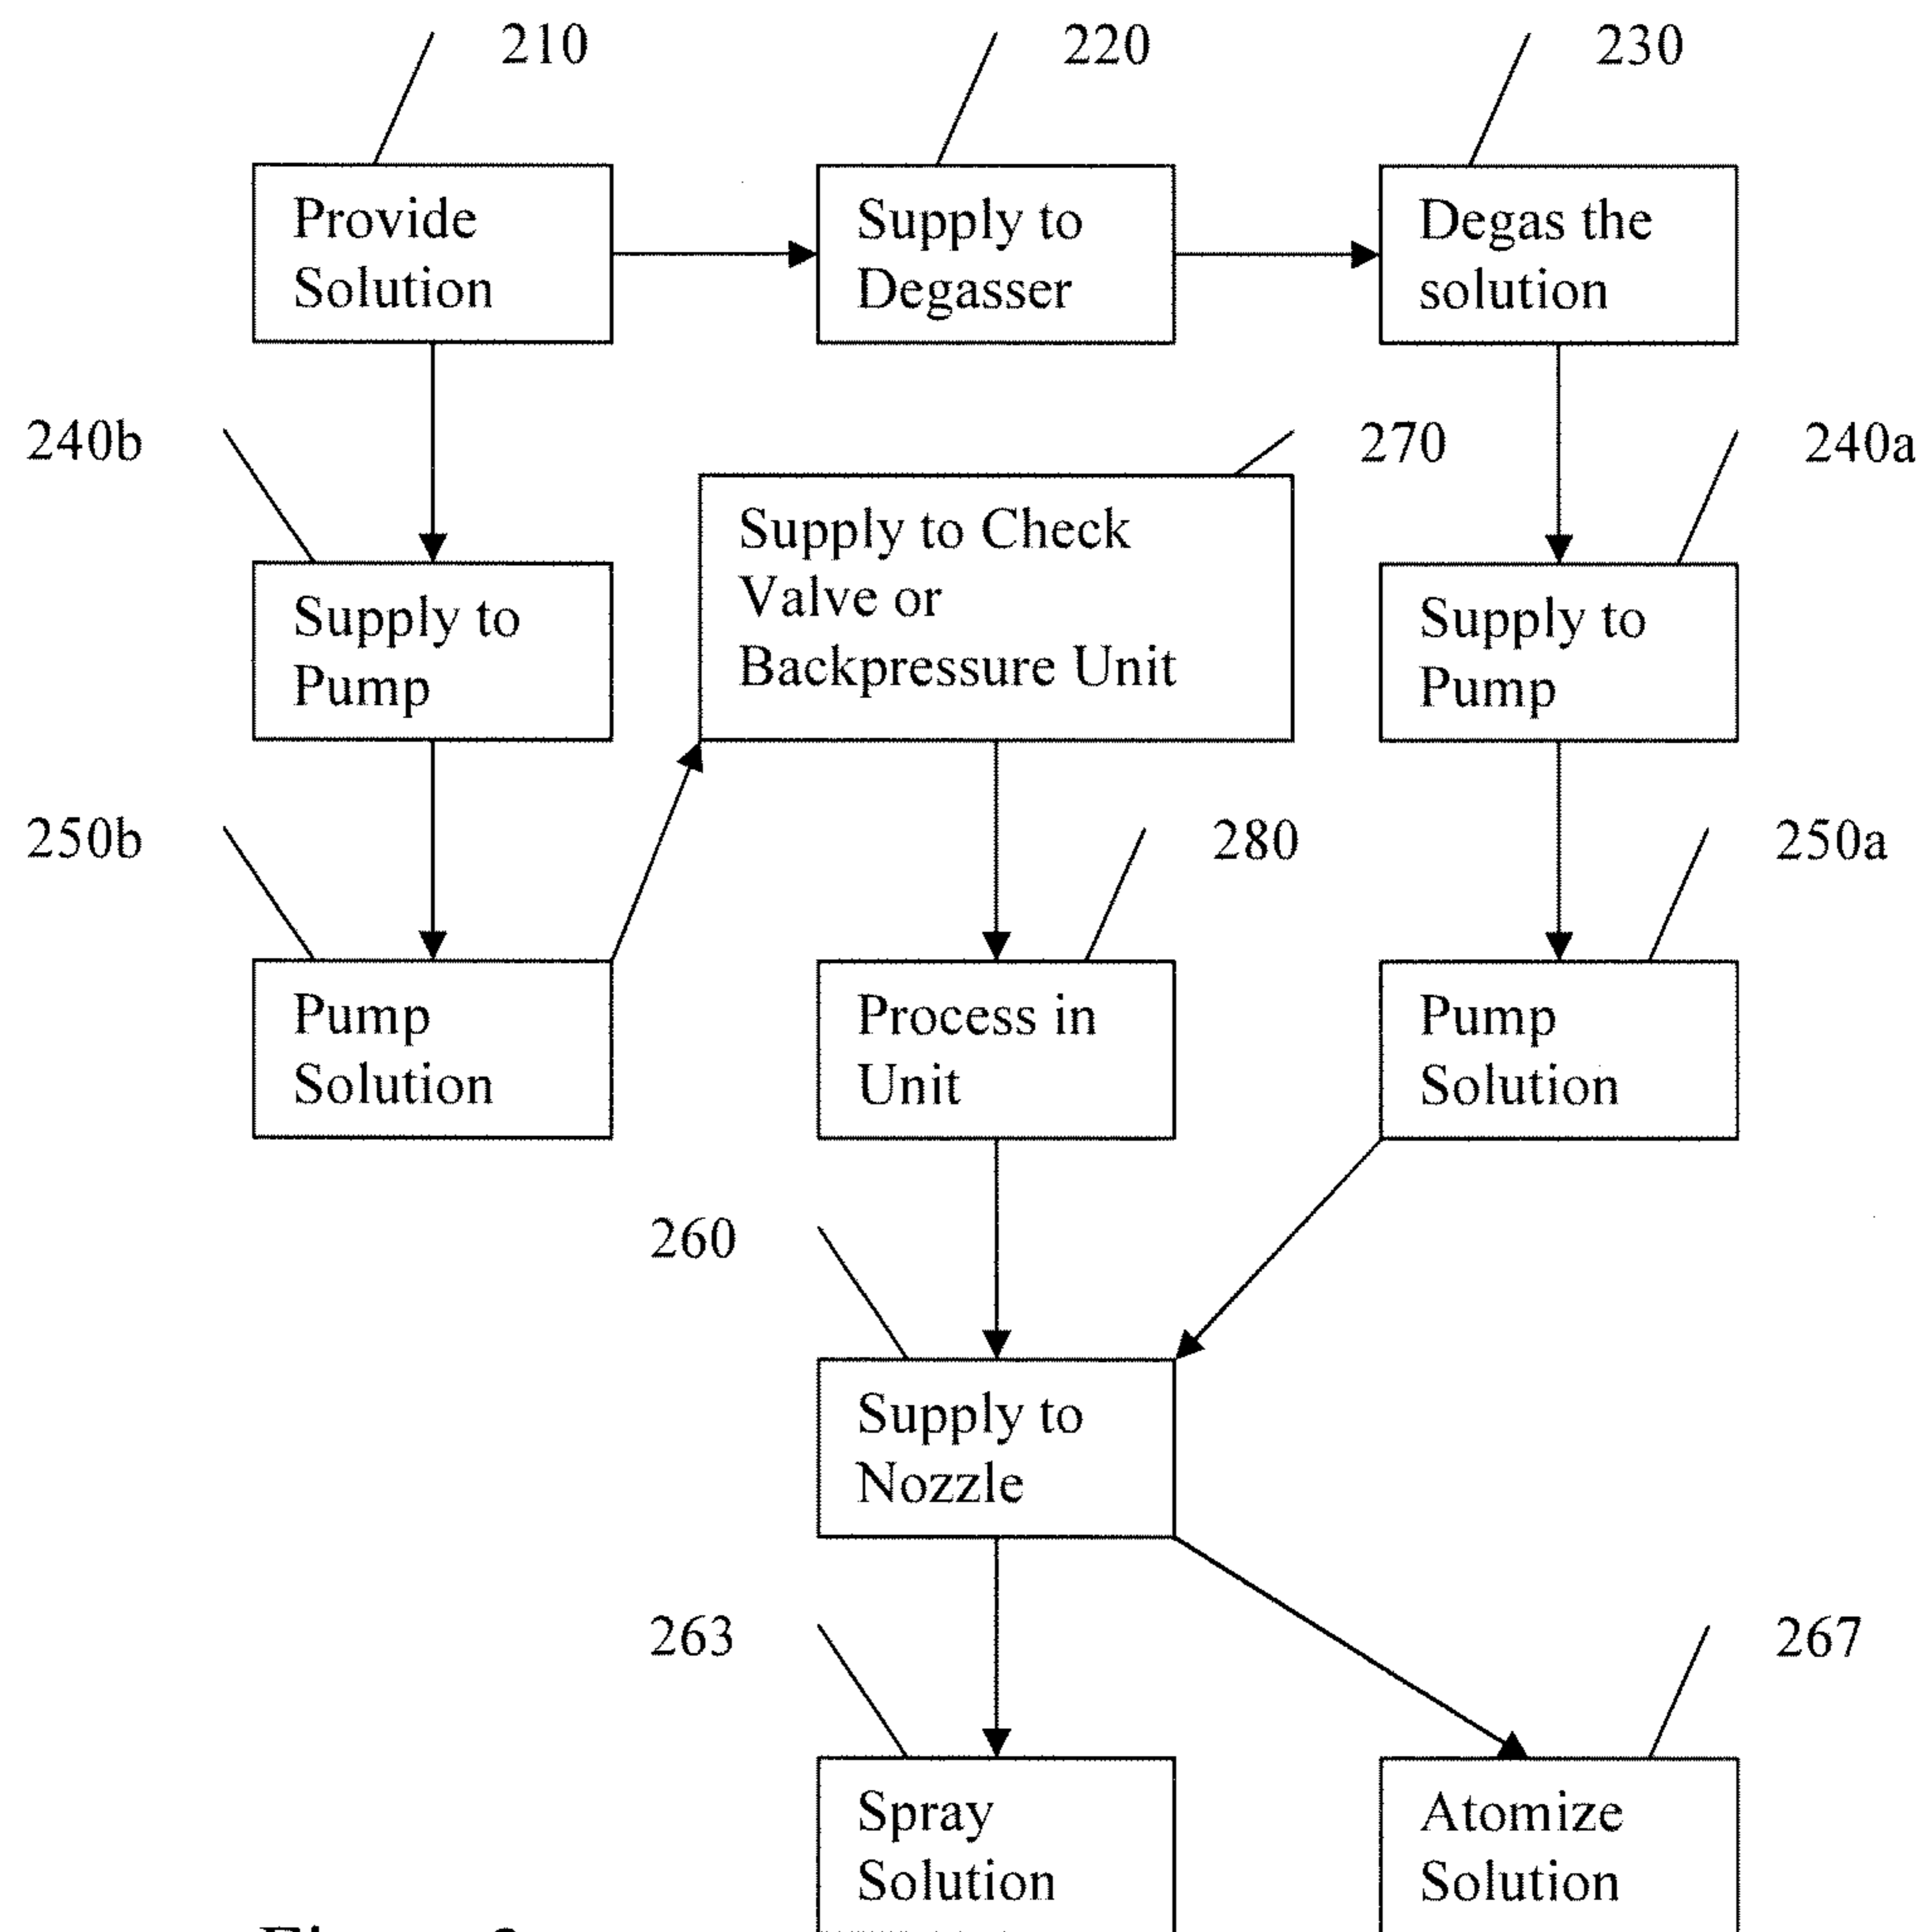 210
220
230
Provide
Solution
Supply to
Degasser
Degas the
solution
240b
270
240a
Supply to
Pump
Supply to Check
Valve or
Backpressure Unit
Supply to
Pump
250b
280
250a
Pump
Solution
Process in
Unit
Pump
Solution
260
Supply to
Nozzle
263
267
Spray
Solution
Atomize
Solution